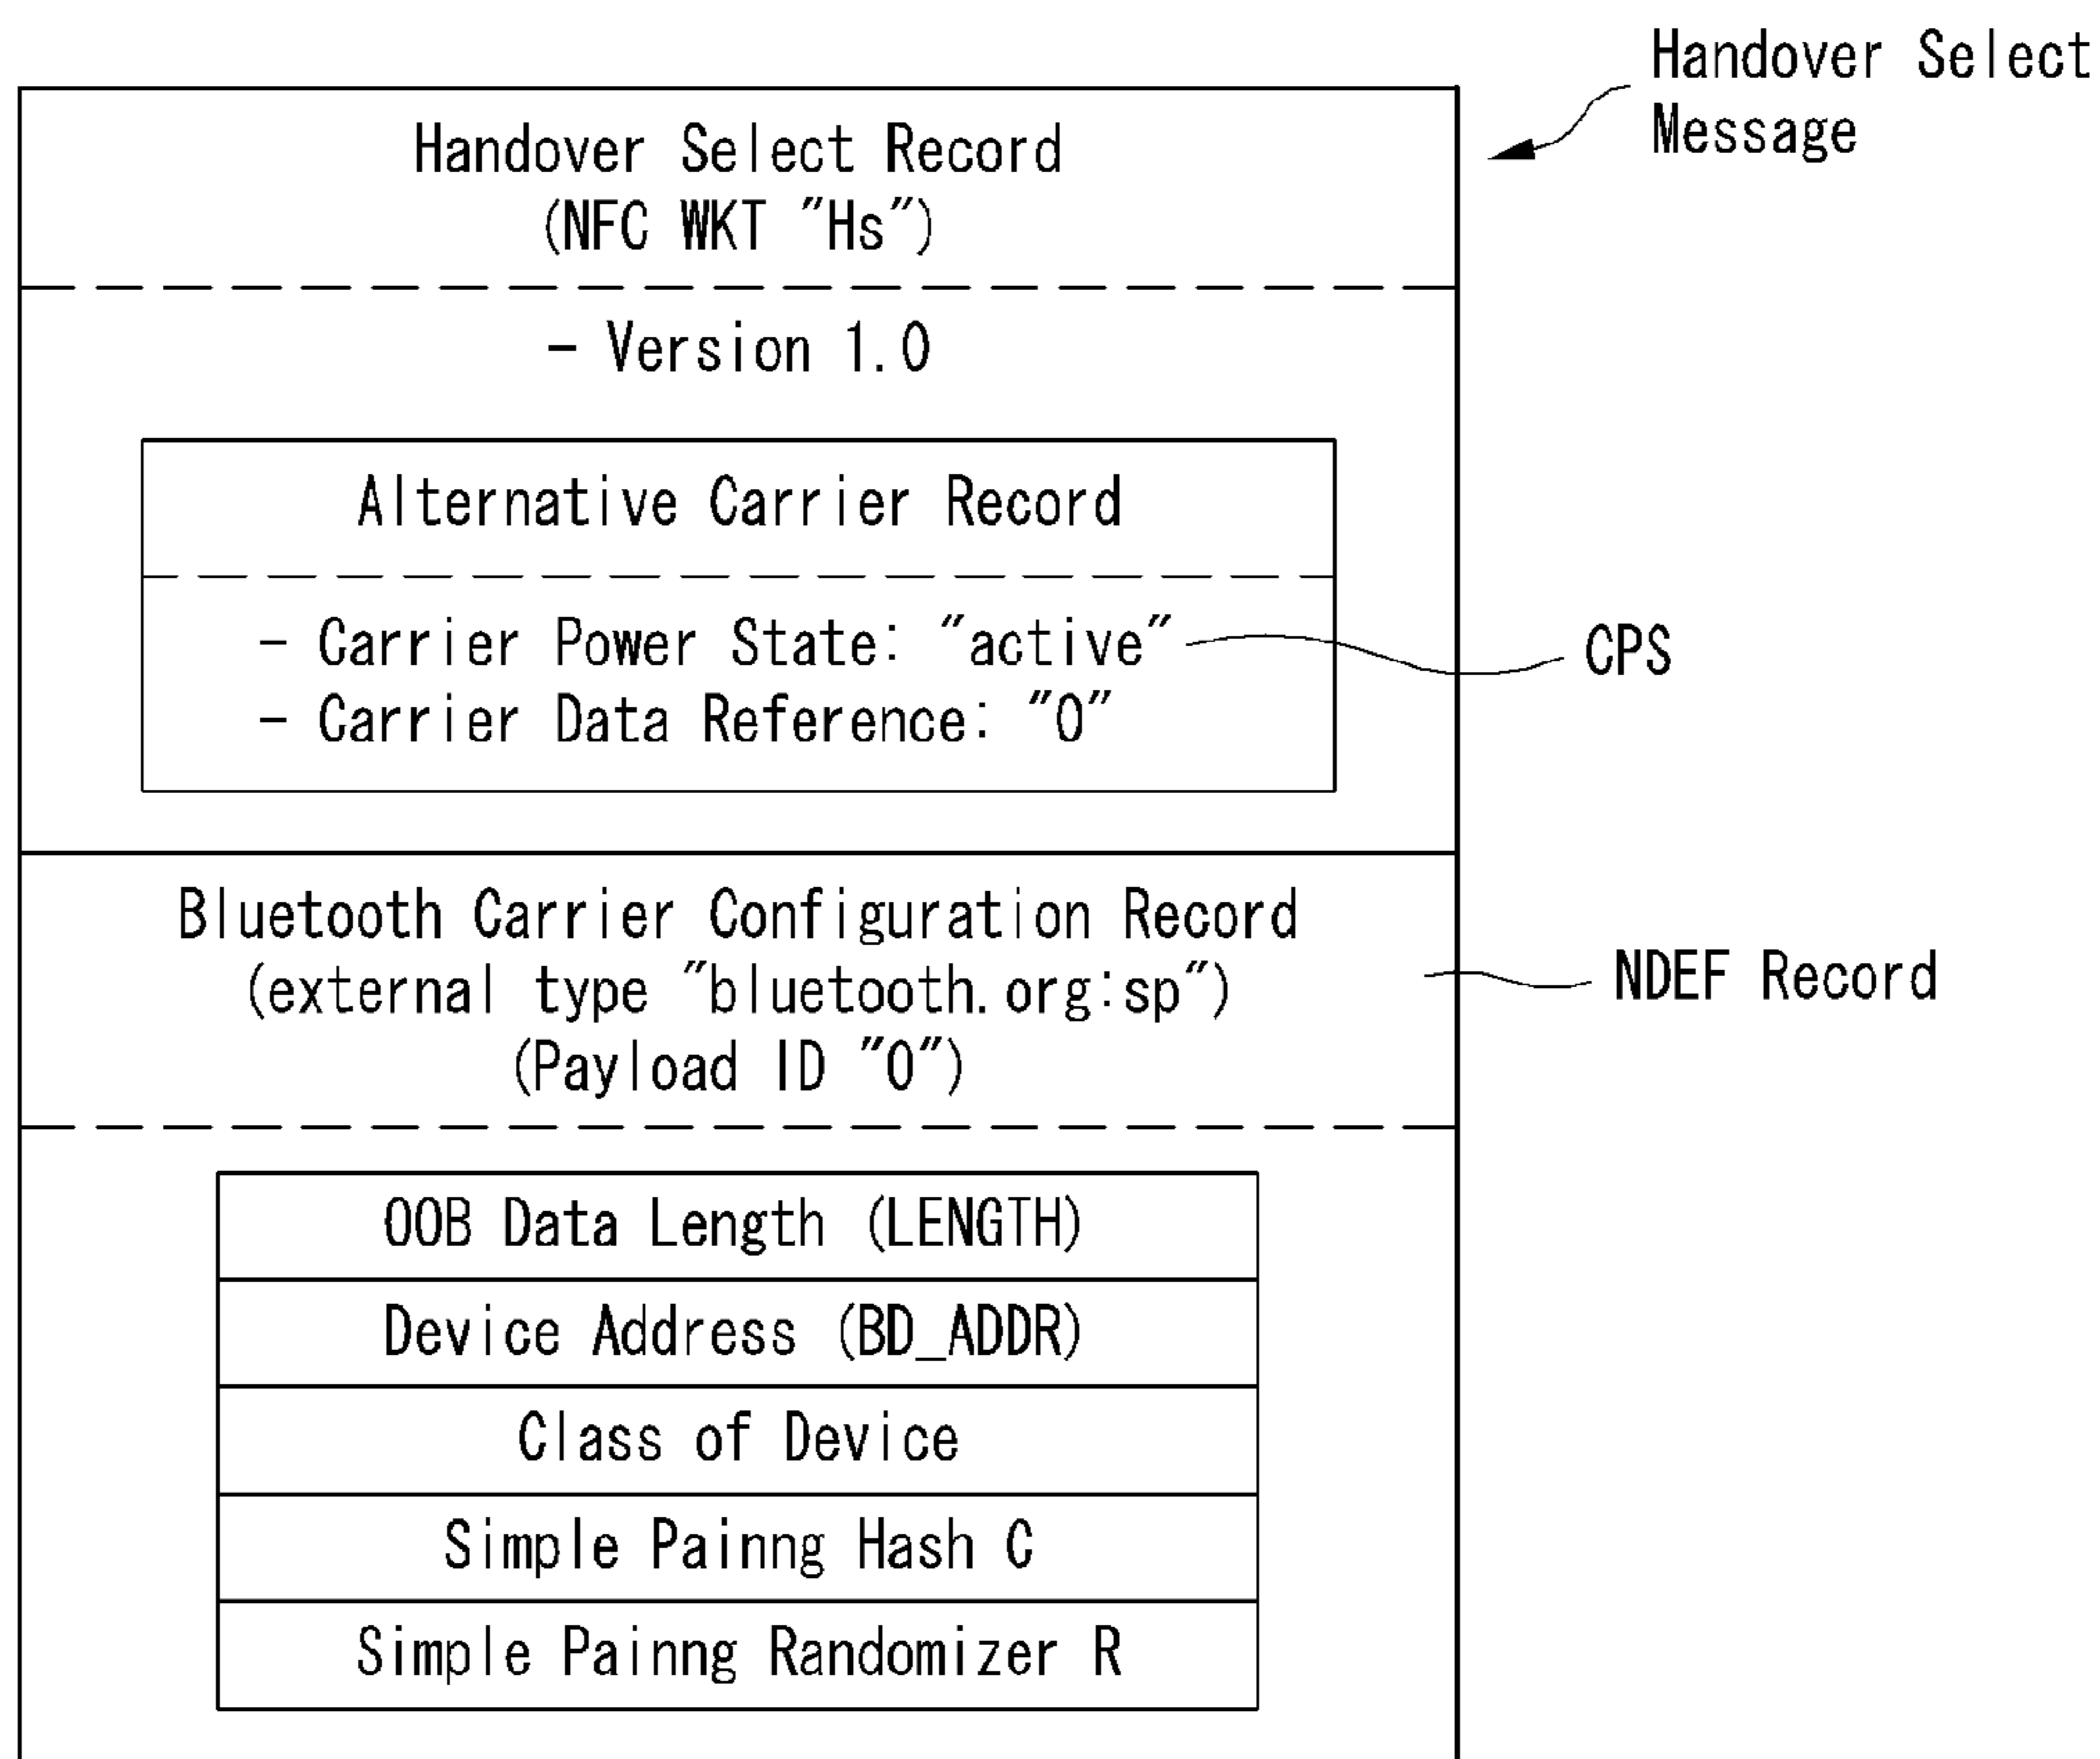 Handover Select
Message
Handover Select Record
(NFC WKT "Hs")
- Version 1.0
Alternative Carrier Record
- Carrier Power State: "active"
- Carrier Data Reference: "0"
CPS
Bluetooth Carrier Configuration Record
(external type "bluetooth.org:sp")
(Payload ID "0")
NDEF Record
OOB Data Length (LENGTH)
Device Address (BD_ADDR)
Class of Device
Simple Painng Hash C
Simple Painng Randomizer R